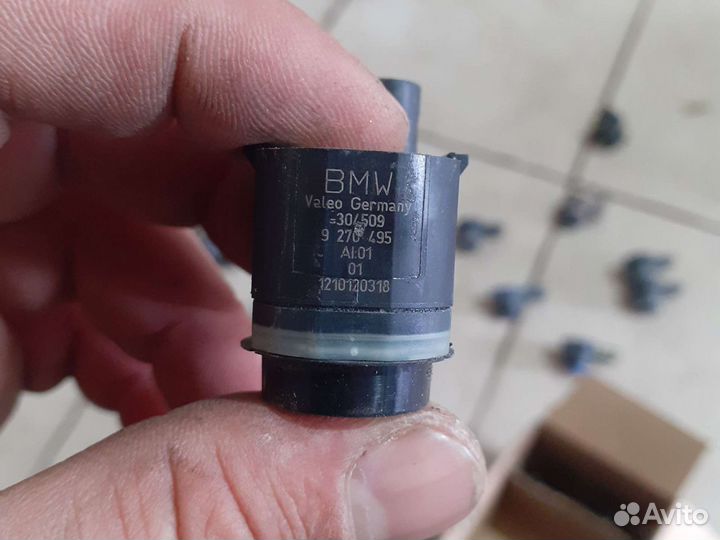 BMW
Valeo Germany
=304509
9 270 495
AI:01
01
1210120318
Avito